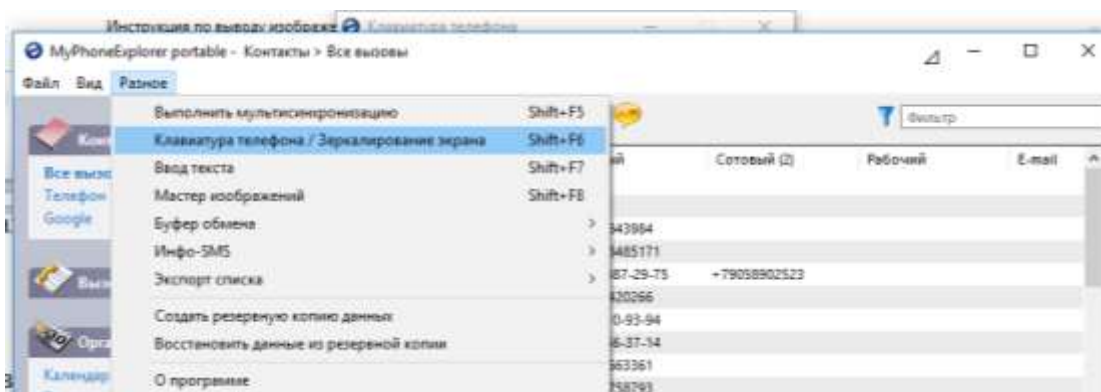 Инструкция по выводу изображе Клавиатура телефона
MyPhoneExplorer portable - Контакты > Все вызовы
Файл Вид Разное
Выполнить мультисинхронизацию Shift+F5
Фильтр
Клавиатура телефона / Зеркалирование экрана Shift+F6
Сотовый (2) Рабочий E-mail
Все вызо
Ввод текста Shift+F7
Телефон
Мастер изображений Shift+F8
Google
Буфер обмена
343984
Инфо-SMS
3485171
Экспорт списка
87-29-75 +79058902523
420266
Создать резервную копию данных
0-93-94
Восстановить данные из резервной копии
6-37-14
563361
Календар
О программе
758793